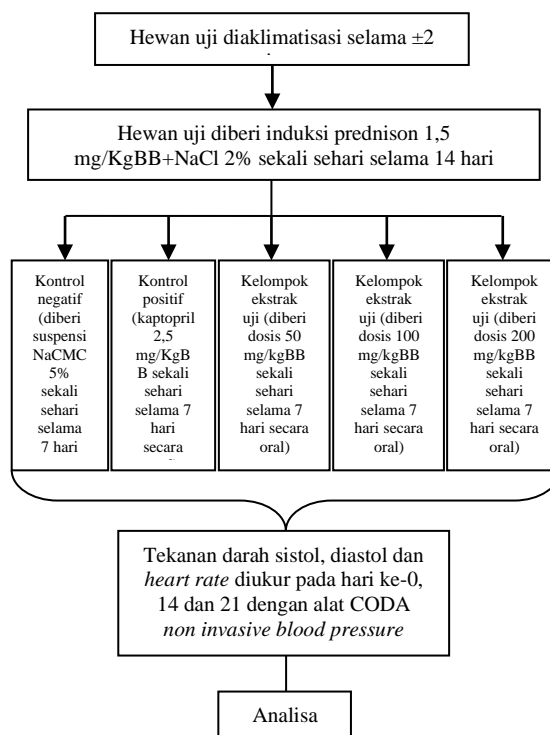 Hewan uji diaklimatisasi selama ±2
Hewan uji diberi induksi prednison 1,5
mg/KgBB+NaCl 2% sekali sehari selama 14 hari
Kontrol
negatif
(diberi
suspensi
NaCMC
5%
sekali
sehari
selama
7 hari
Kontrol
positif
(kaptopril
2,5
mg/KgB
B sekali
sehari
selama 7
hari
secara
Kelompok
ekstrak
uji (diberi
dosis 50
mg/kgBB
sekali
sehari
selama 7
hari secara
oral)
Kelompok
ekstrak
uji (diberi
dosis 100
mg/kgBB
sekali
sehari
selama 7
hari secara
oral)
Kelompok
ekstrak
uji (diberi
dosis 200
mg/kgBB
sekali
sehari
selama 7
hari secara
oral)
Tekanan darah sistol, diastol dan
heart rate diukur pada hari ke-0,
14 dan 21 dengan alat CODA
non invasive blood pressure
Analisa